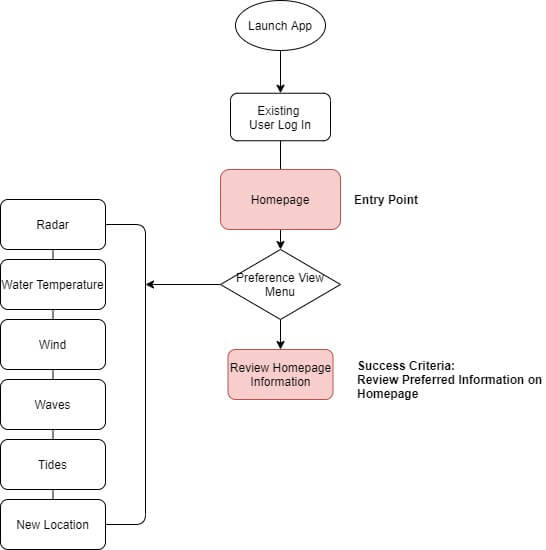 Launch App
Existing
User Log In
Homepage
Entry Point
Radar
Water Temperature
Wind
Waves
Tides
New Location
Preference View
Menu
Review Homepage
Information
Success Criteria:
Review Preferred Information on
Homepage